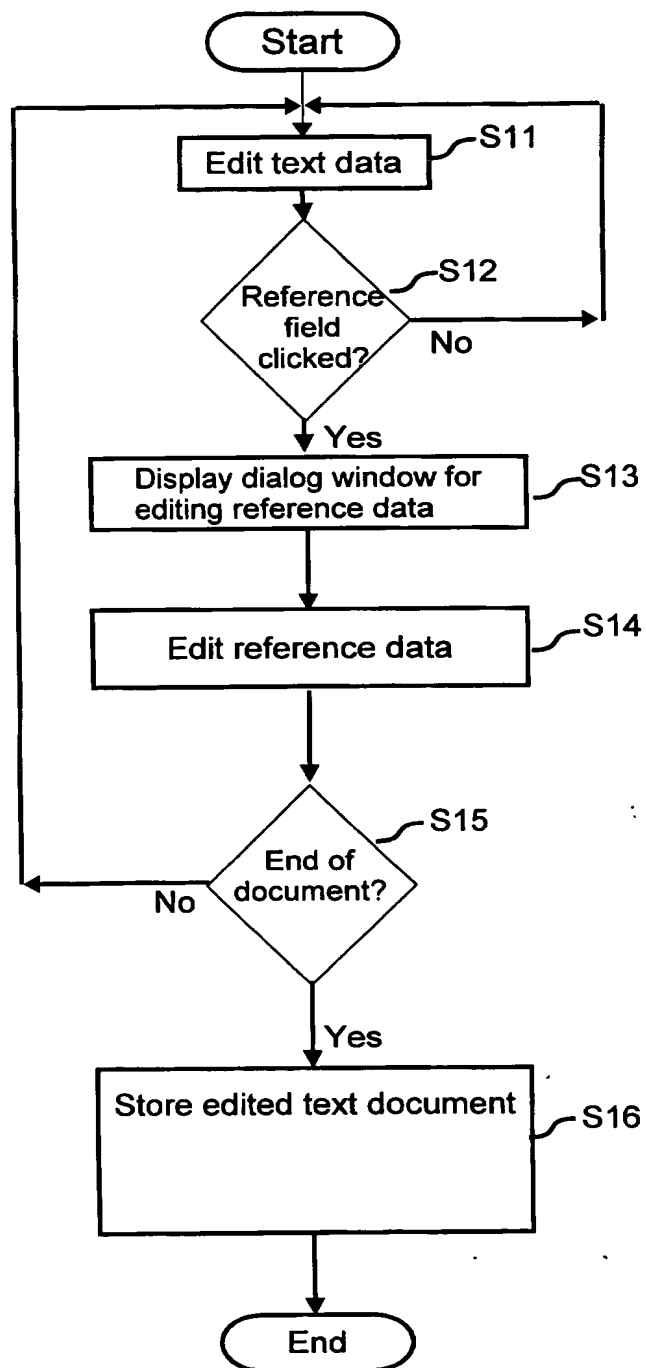 Start
Edit text data
S11
S12
Reference
field
clicked?
No
Yes
Display dialog window for
editing reference data
S13
Edit reference data
S14
S15
End of
document?
No
Yes
Store edited text document
S16
End